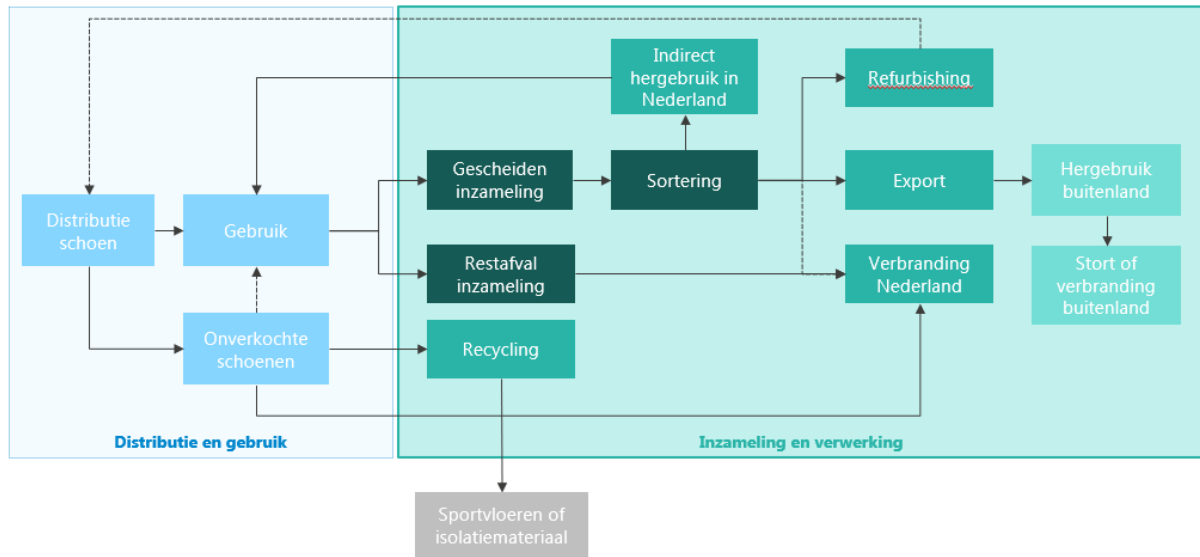 Indirect
hergebruik in
Nederland
Refurbishing
Gescheiden
inzameling
Sortering
Export
Hergebruik
buitenland
Distributie
schoen
Gebruik
Restafval
inzameling
Verbranding
Nederland
Stort of
verbranding
buitenland
Onverkochte
schoenen
Recycling
Distributie en gebruik
Inzameling en verwerking
Sportvloeren of
isolatiemateriaal